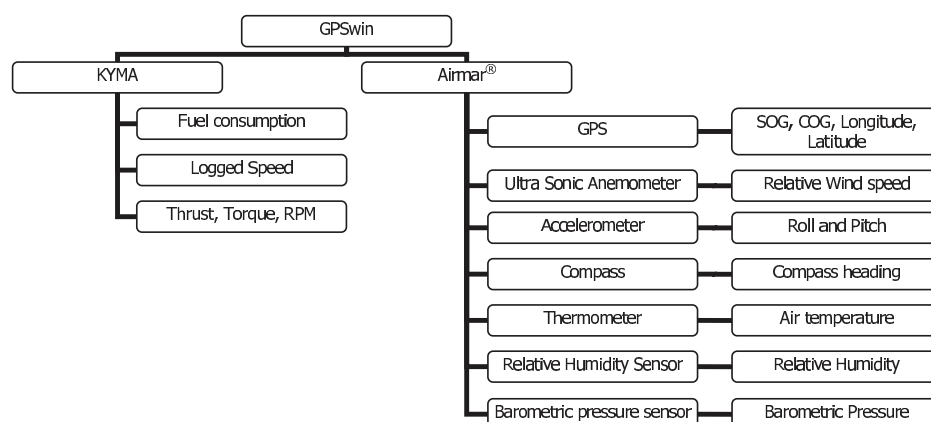 GPSwin
KYMA
Airmar®
Fuel consumption
Logged Speed
Thrust, Torque, RPM
GPS
SOG, COG, Longitude,
Latitude
Ultra Sonic Anemometer
Relative Wind speed
Accelerometer
Roll and Pitch
Compass
Compass heading
Thermometer
Air temperature
Relative Humidity Sensor
Relative Humidity
Barometric pressure sensor
Barometric Pressure